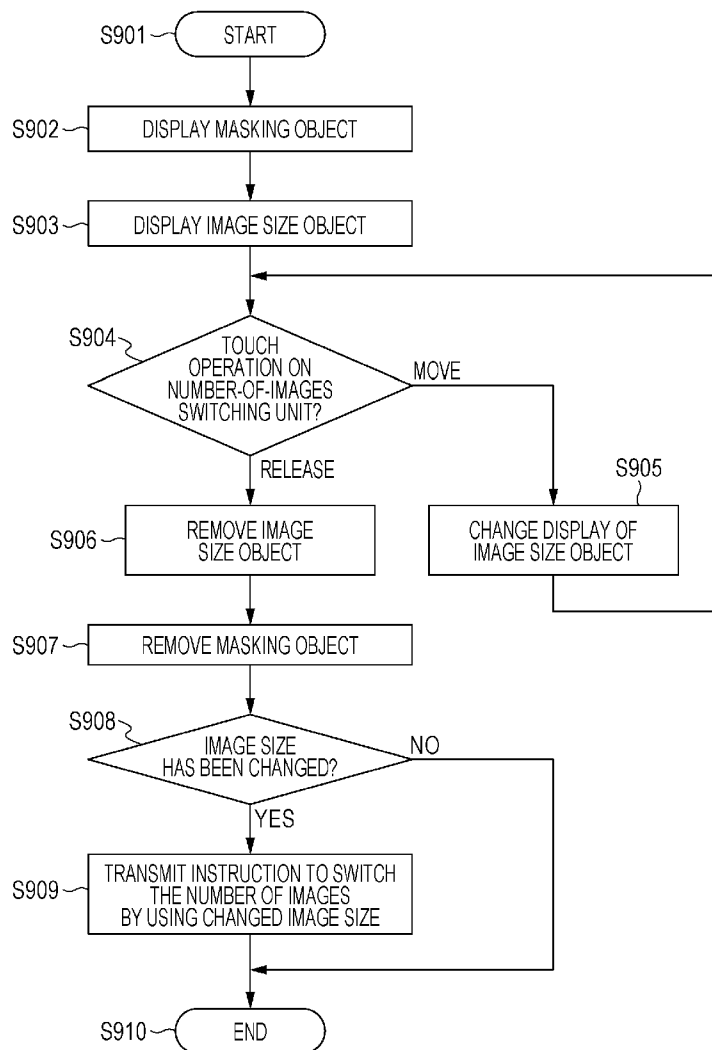 S901
START
S902
DISPLAY MASKING OBJECT
S903
DISPLAY IMAGE SIZE OBJECT
S904
TOUCH
OPERATION ON
NUMBER-OF-IMAGES
SWITCHING UNIT?
MOVE
RELEASE
S905
CHANGE DISPLAY OF
IMAGE SIZE OBJECT
S906
REMOVE IMAGE
SIZE OBJECT
S907
REMOVE MASKING OBJECT
S908
IMAGE SIZE
HAS BEEN CHANGED?
NO
YES
S909
TRANSMIT INSTRUCTION TO SWITCH
THE NUMBER OF IMAGES
BY USING CHANGED IMAGE SIZE
S910
END